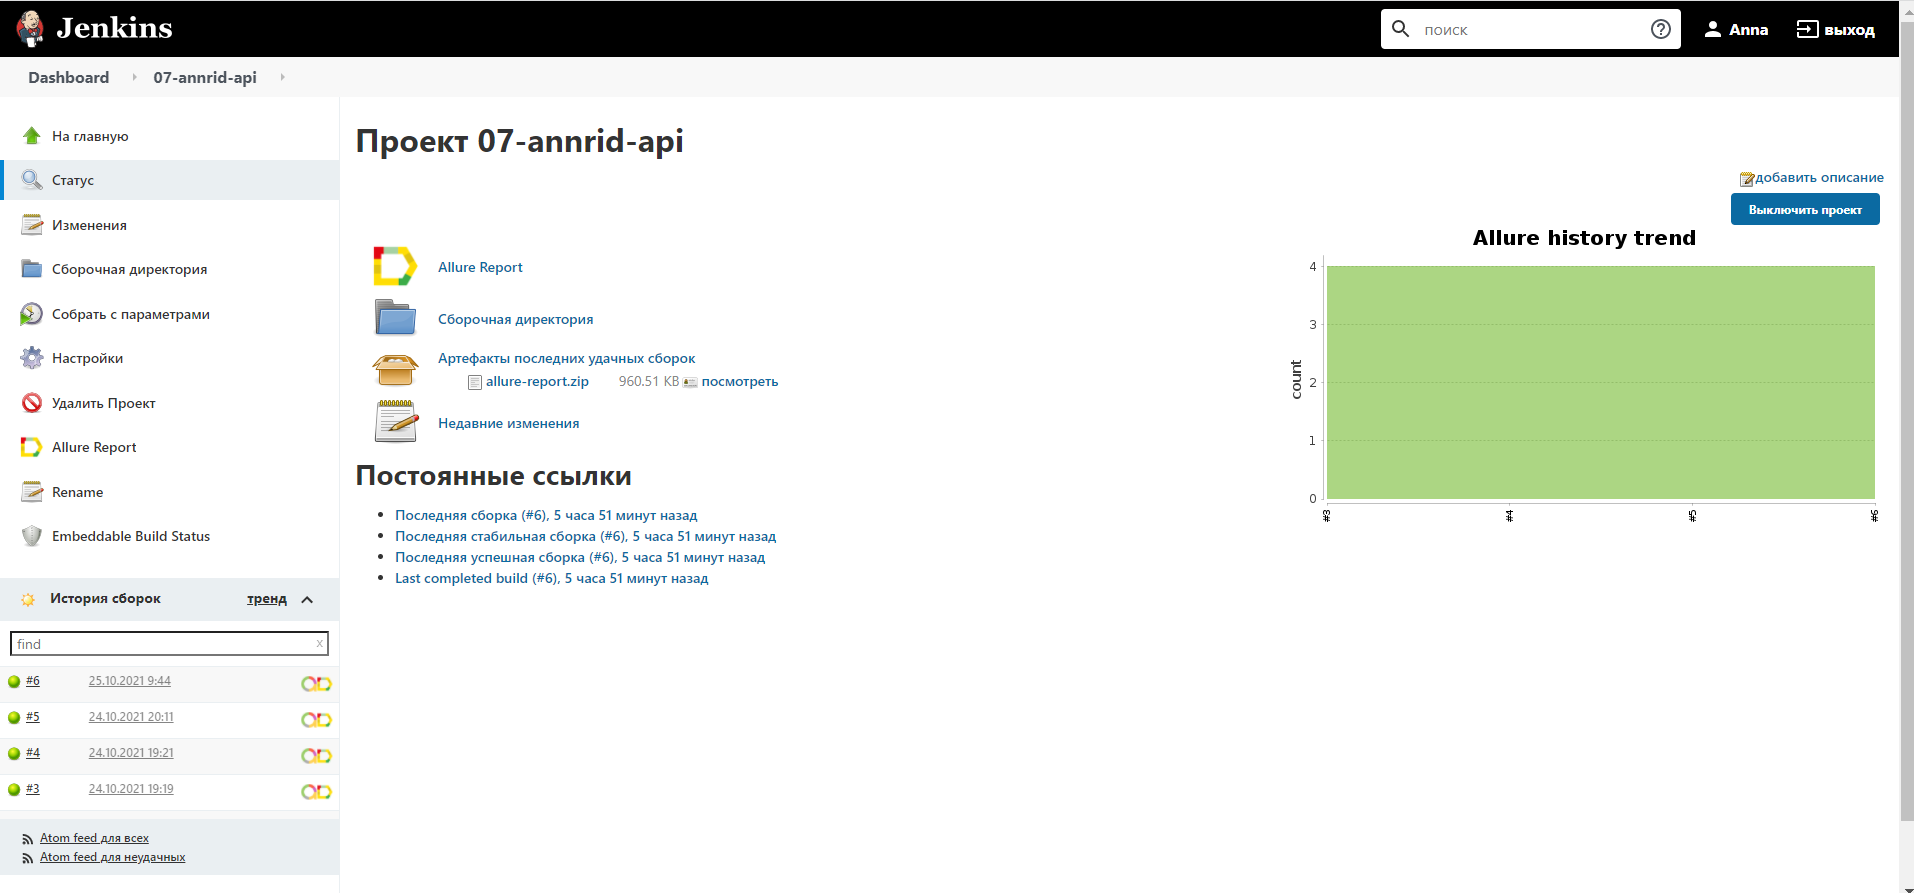 Jenkins
поиск
Anna
выход
Dashboard
07-annrid-api
На главную
Статус
Изменения
Сборочная директория
Собрать с параметрами
Настройки
Удалить Проект
Allure Report
Rename
Embeddable Build Status
История сборок
тренд
find x
#6 25.10.2021 9:44
#5 24.10.2021 20:11
#4 24.10.2021 19:21
#3 24.10.2021 19:19
Atom feed для всех
Atom feed для неудачных
Проект 07-annrid-api
добавить описание
Выключить проект
Allure Report
Сборочная директория
Артефакты последних удачных сборок
allure-report.zip 960.51 KB посмотреть
Недавние изменения
Постоянные ссылки
Последняя сборка (#6), 5 часа 51 минут назад
Последняя стабильная сборка (#6), 5 часа 51 минут назад
Последняя успешная сборка (#6), 5 часа 51 минут назад
Last completed build (#6), 5 часа 51 минут назад
Allure history trend
count
4
3
2
1
0
#3
#4
#5
#6